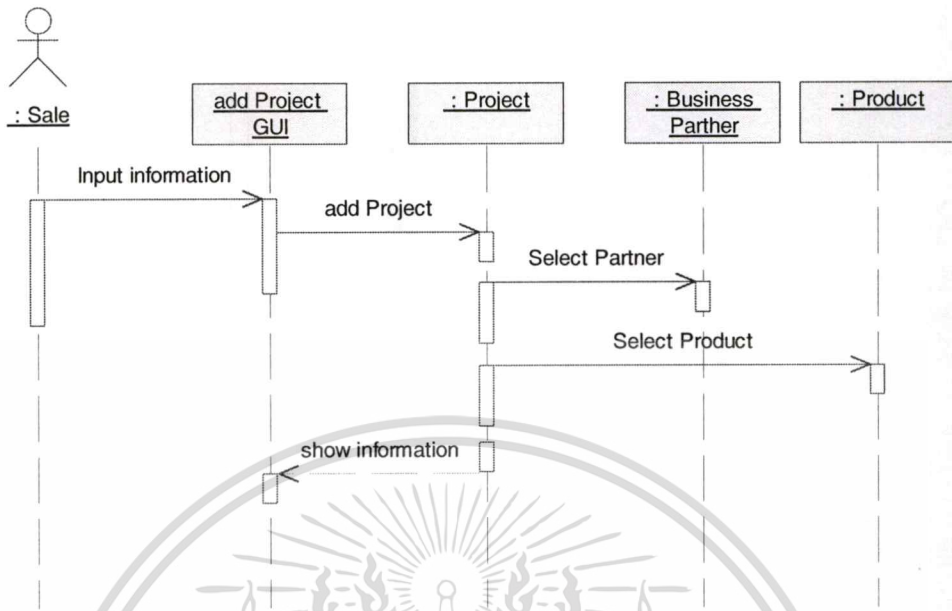 : Sale
add Project
GUI
: Project
: Business
Parther
: Product
Input information
add Project
Select Partner
Select Product
show information